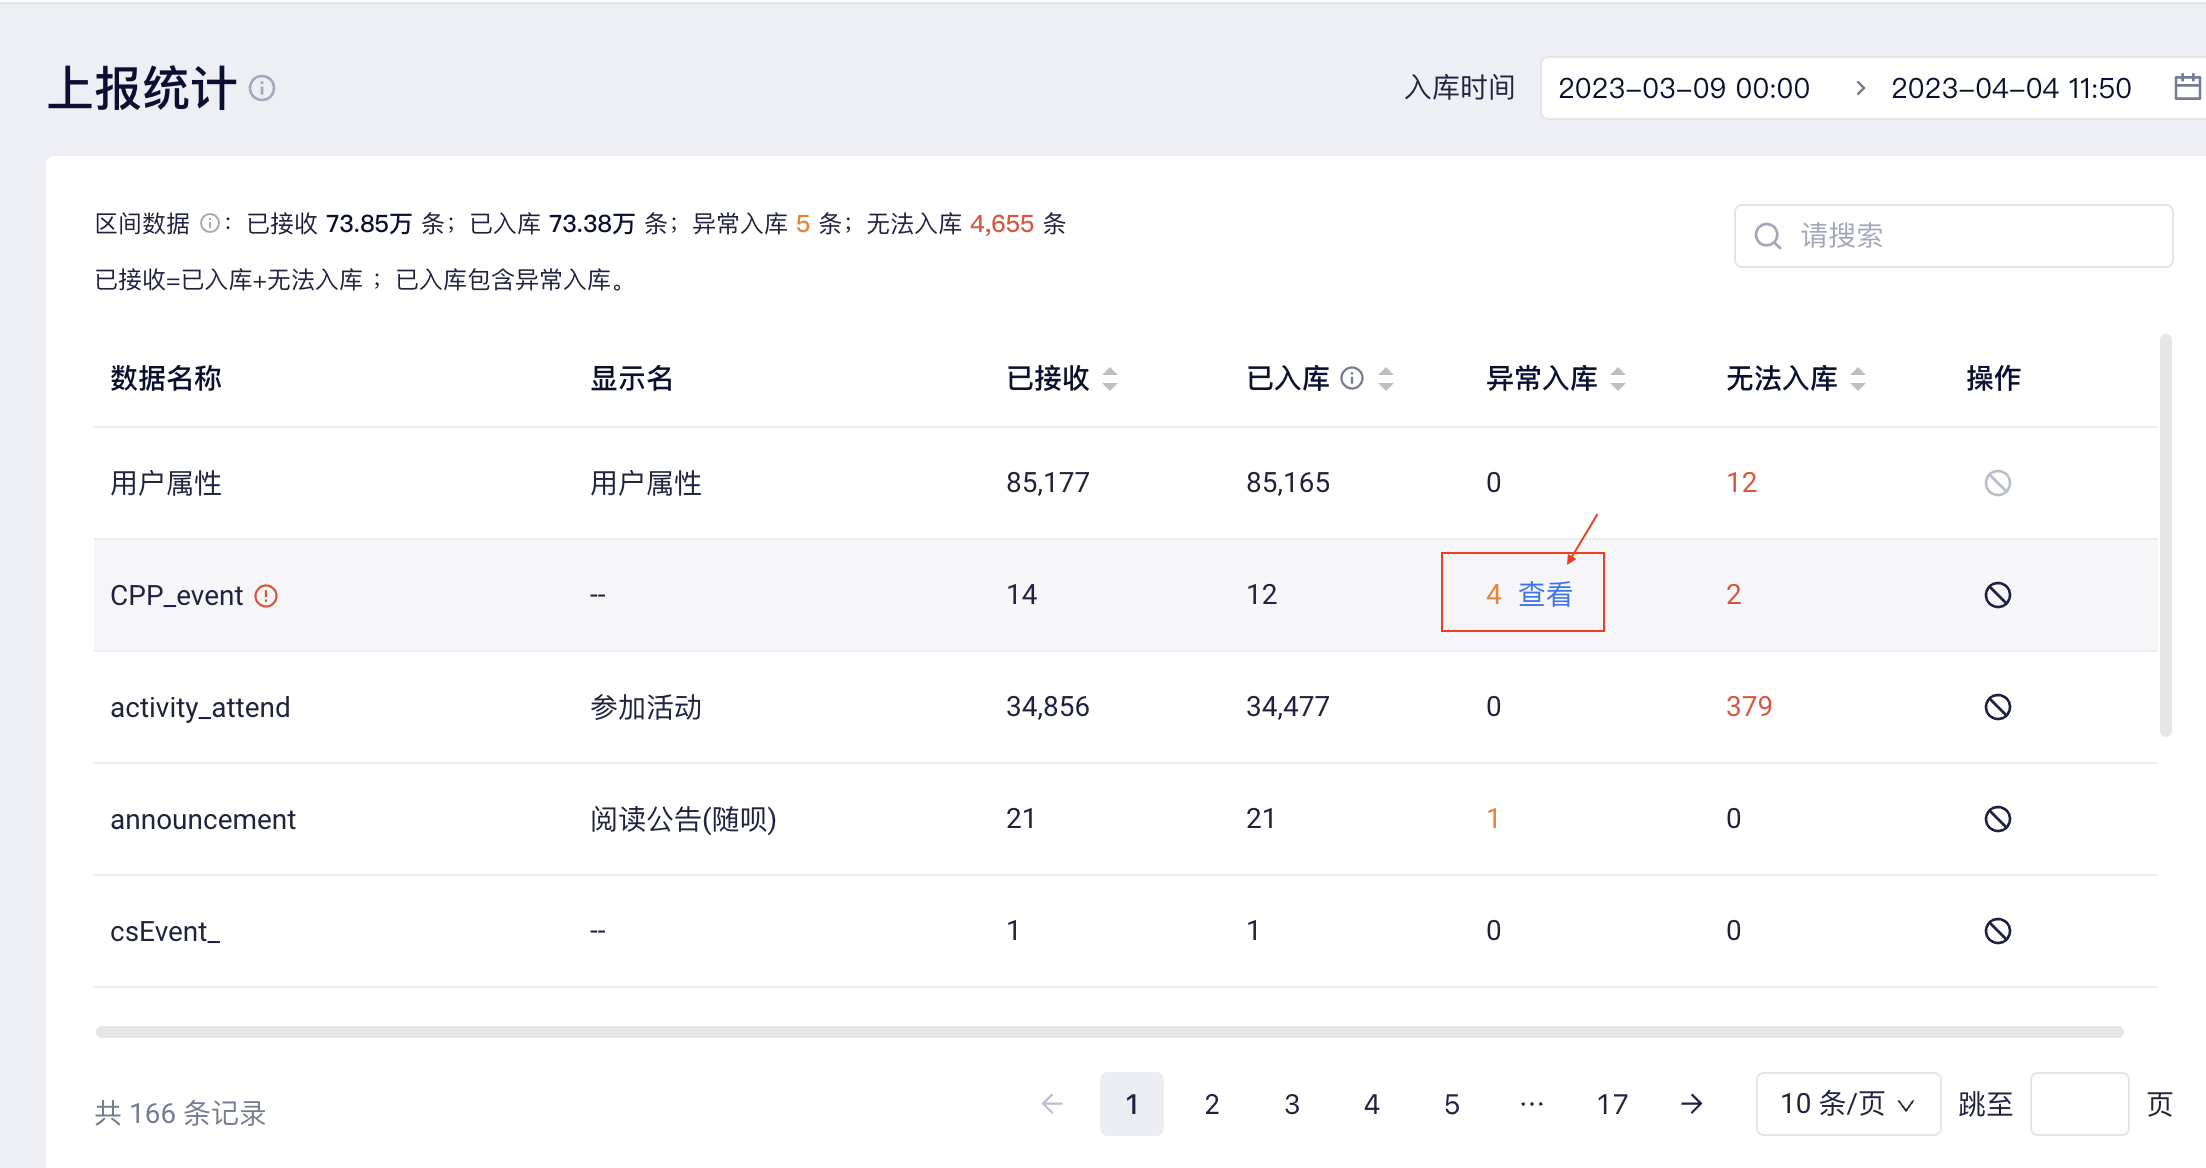 上报统计
入库时间 2023-03-09 00:00 > 2023-04-04 11:50
区间数据 : 已接收 73.85万 条; 已入库 73.38万 条; 异常入库 5 条; 无法入库 4,655 条
请搜索
已接收=已入库+无法入库 ; 已入库包含异常入库。
数据名称 显示名 已接收 已入库 异常入库 无法入库 操作
用户属性 用户属性 85,177 85,165 0 12
CPP_event -- 14 12 4 查看 2
activity_attend 参加活动 34,856 34,477 0 379
announcement 阅读公告(随呗) 21 21 1 0
csEvent_ -- 1 1 0 0
共 166 条记录 1 2 3 4 5 ··· 17 10 条/页 跳至 页